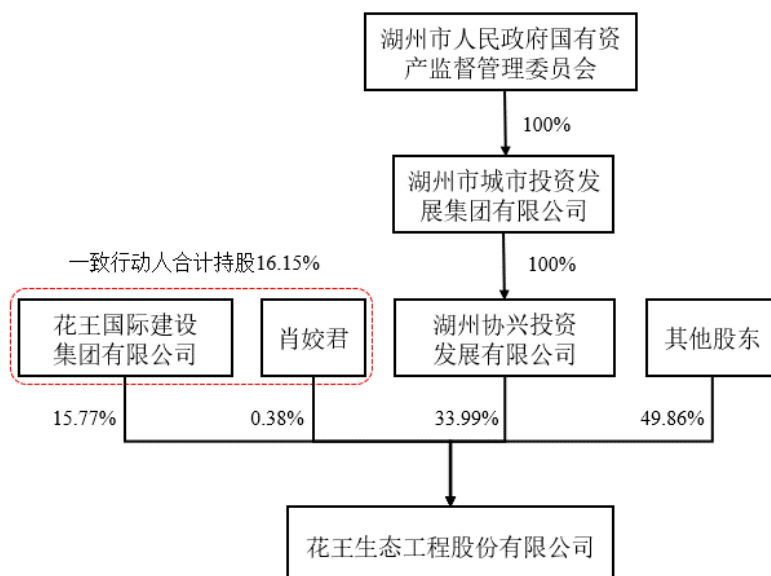 湖州市人民政府国有资
产监督管理委员会
100%
湖州市城市投资发
展集团有限公司
一致行动人合计持股16.15%
100%
花王国际建设
集团有限公司
肖姣君
湖州协兴投资
发展有限公司
其他股东
15.77%
0.38%
33.99%
49.86%
花王生态工程股份有限公司